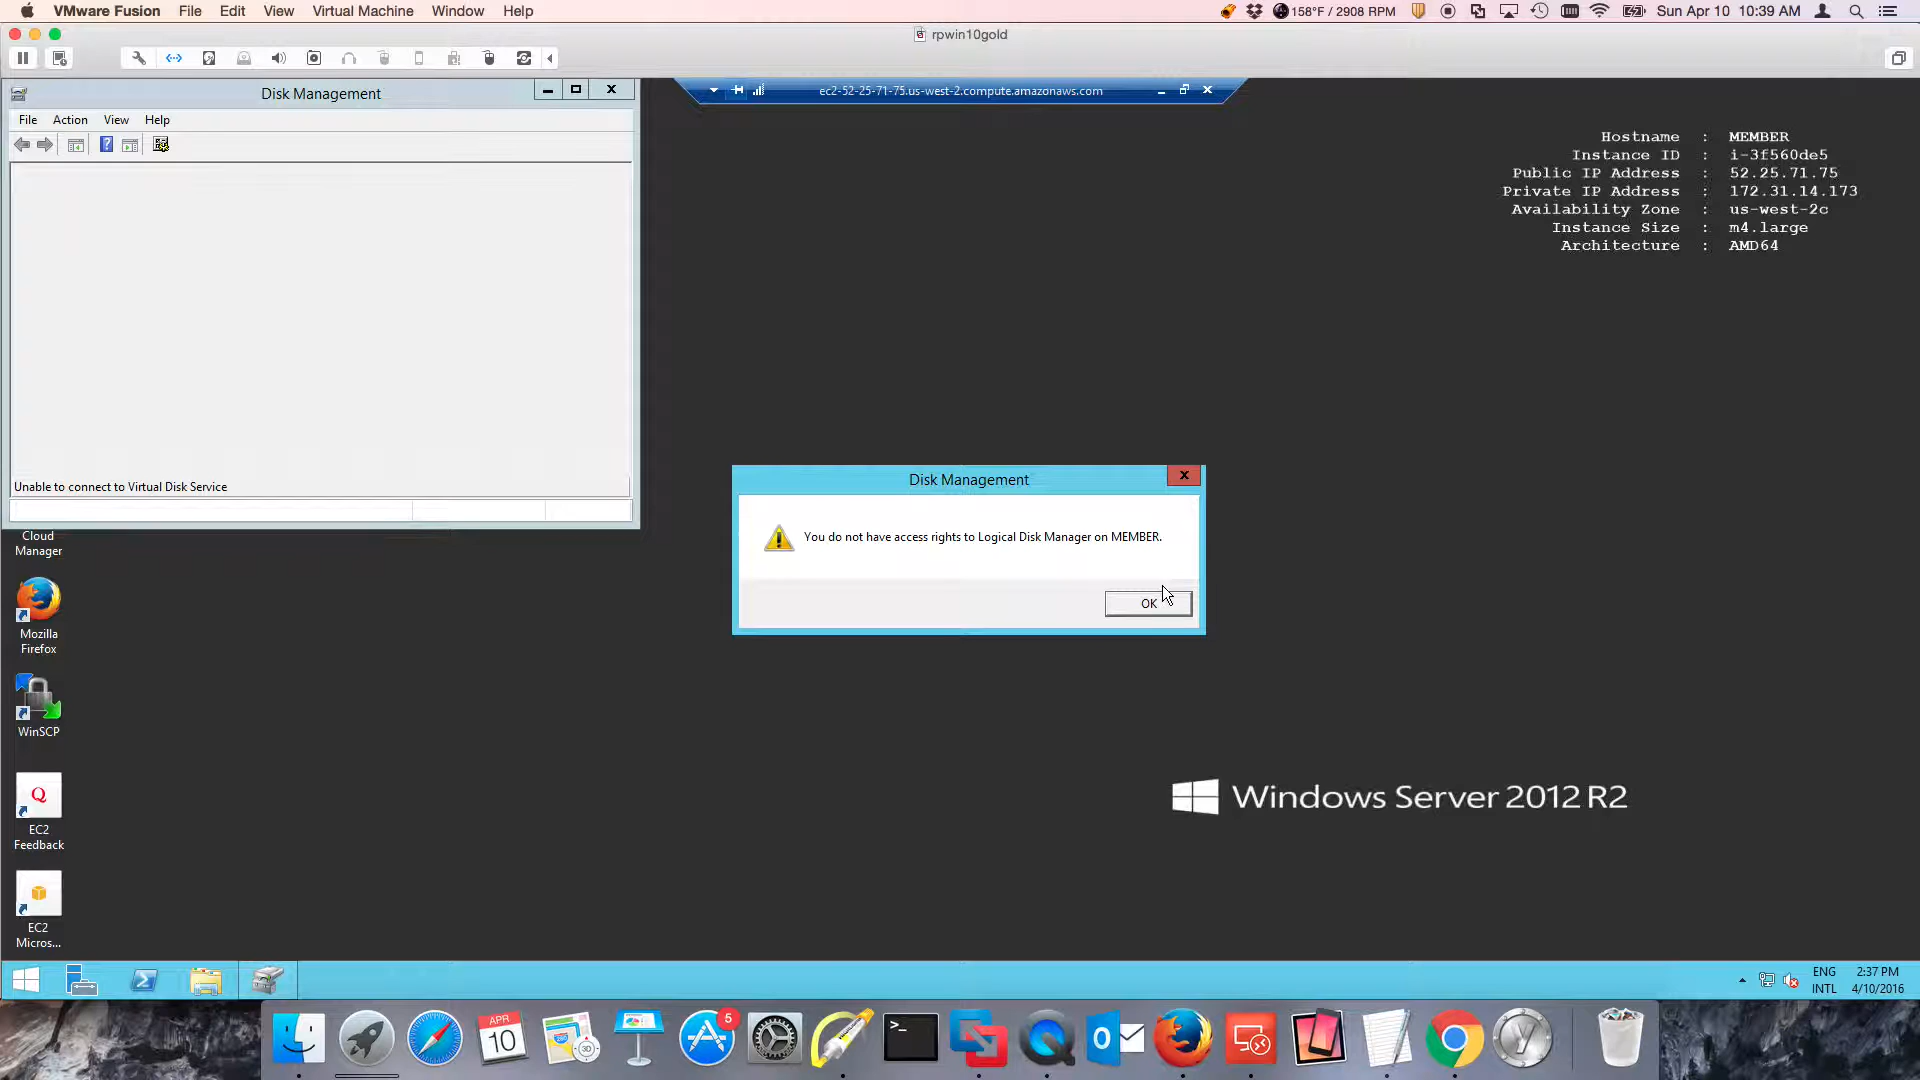 VMware Fusion File Edit View Virtual Machine Window Help
158°F / 2908 RPM Sun Apr 10 10:39 AM
rpwin10gold
Disk Management
File Action View Help
Unable to connect to Virtual Disk Service
ec2-52-25-71-75.us-west-2.compute.amazonaws.com
Hostname : MEMBER
Instance ID : i-3f560de5
Public IP Address : 52.25.71.75
Private IP Address : 172.31.14.173
Availability Zone : us-west-2c
Instance Size : m4.large
Architecture : AMD64
Disk Management
You do not have access rights to Logical Disk Manager on MEMBER.
OK
Cloud
Manager
Mozilla
Firefox
WinSCP
Q
EC2
Feedback
EC2
Micros...
Windows Server 2012 R2
ENG
INTL
2:37 PM
4/10/2016
APR
10
30
5
>_